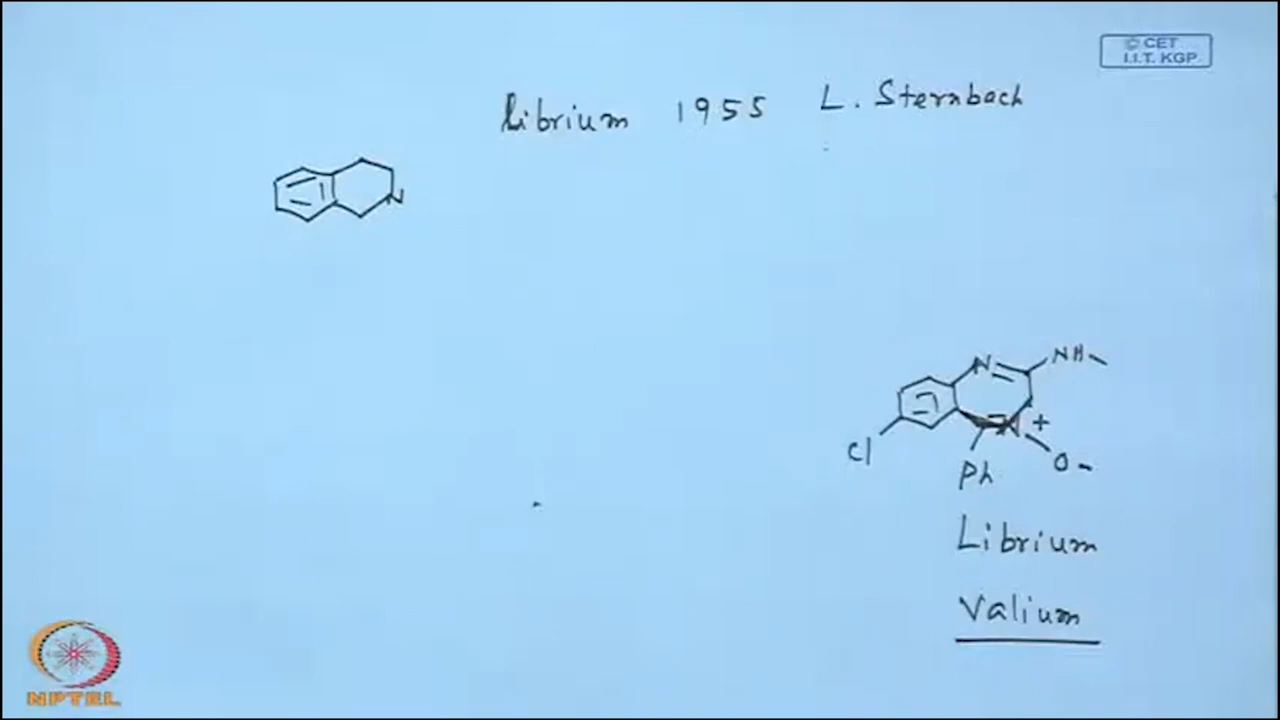 © CET
I.I.T. KGP
Librium 1955 L. Sternbach
N
N NH
N +
Cl
O -
Ph
Librium
Valium
NPTEL